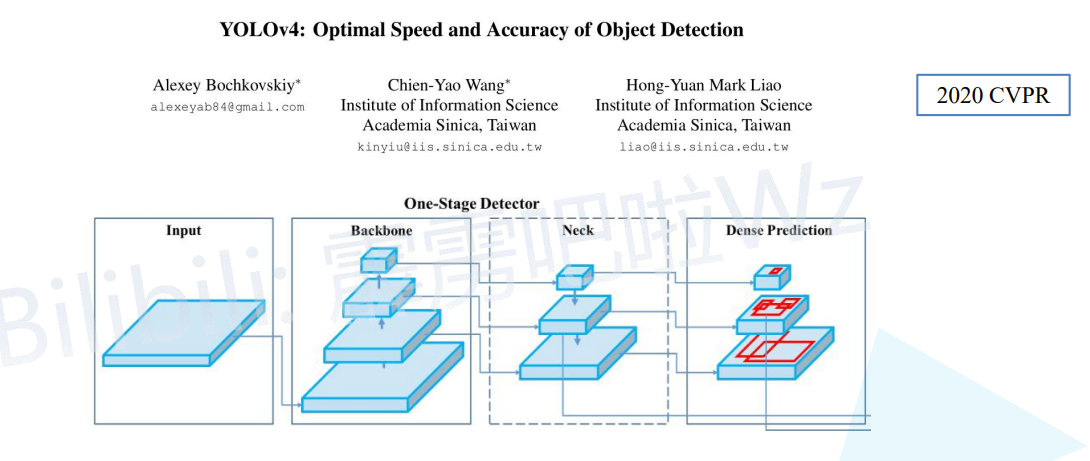 YOLOv4: Optimal Speed and Accuracy of Object Detection
Alexey Bochkovskiy*
alexeyab84@gmail.com
Chien-Yao Wang*
Institute of Information Science
Academia Sinica, Taiwan
kinyiu@iis.sinica.edu.tw
Hong-Yuan Mark Liao
Institute of Information Science
Academia Sinica, Taiwan
liao@iis.sinica.edu.tw
2020 CVPR
One-Stage Detector
Input
Backbone
Neck
Dense Prediction
Bilibili: 霹雳吧啦Wz